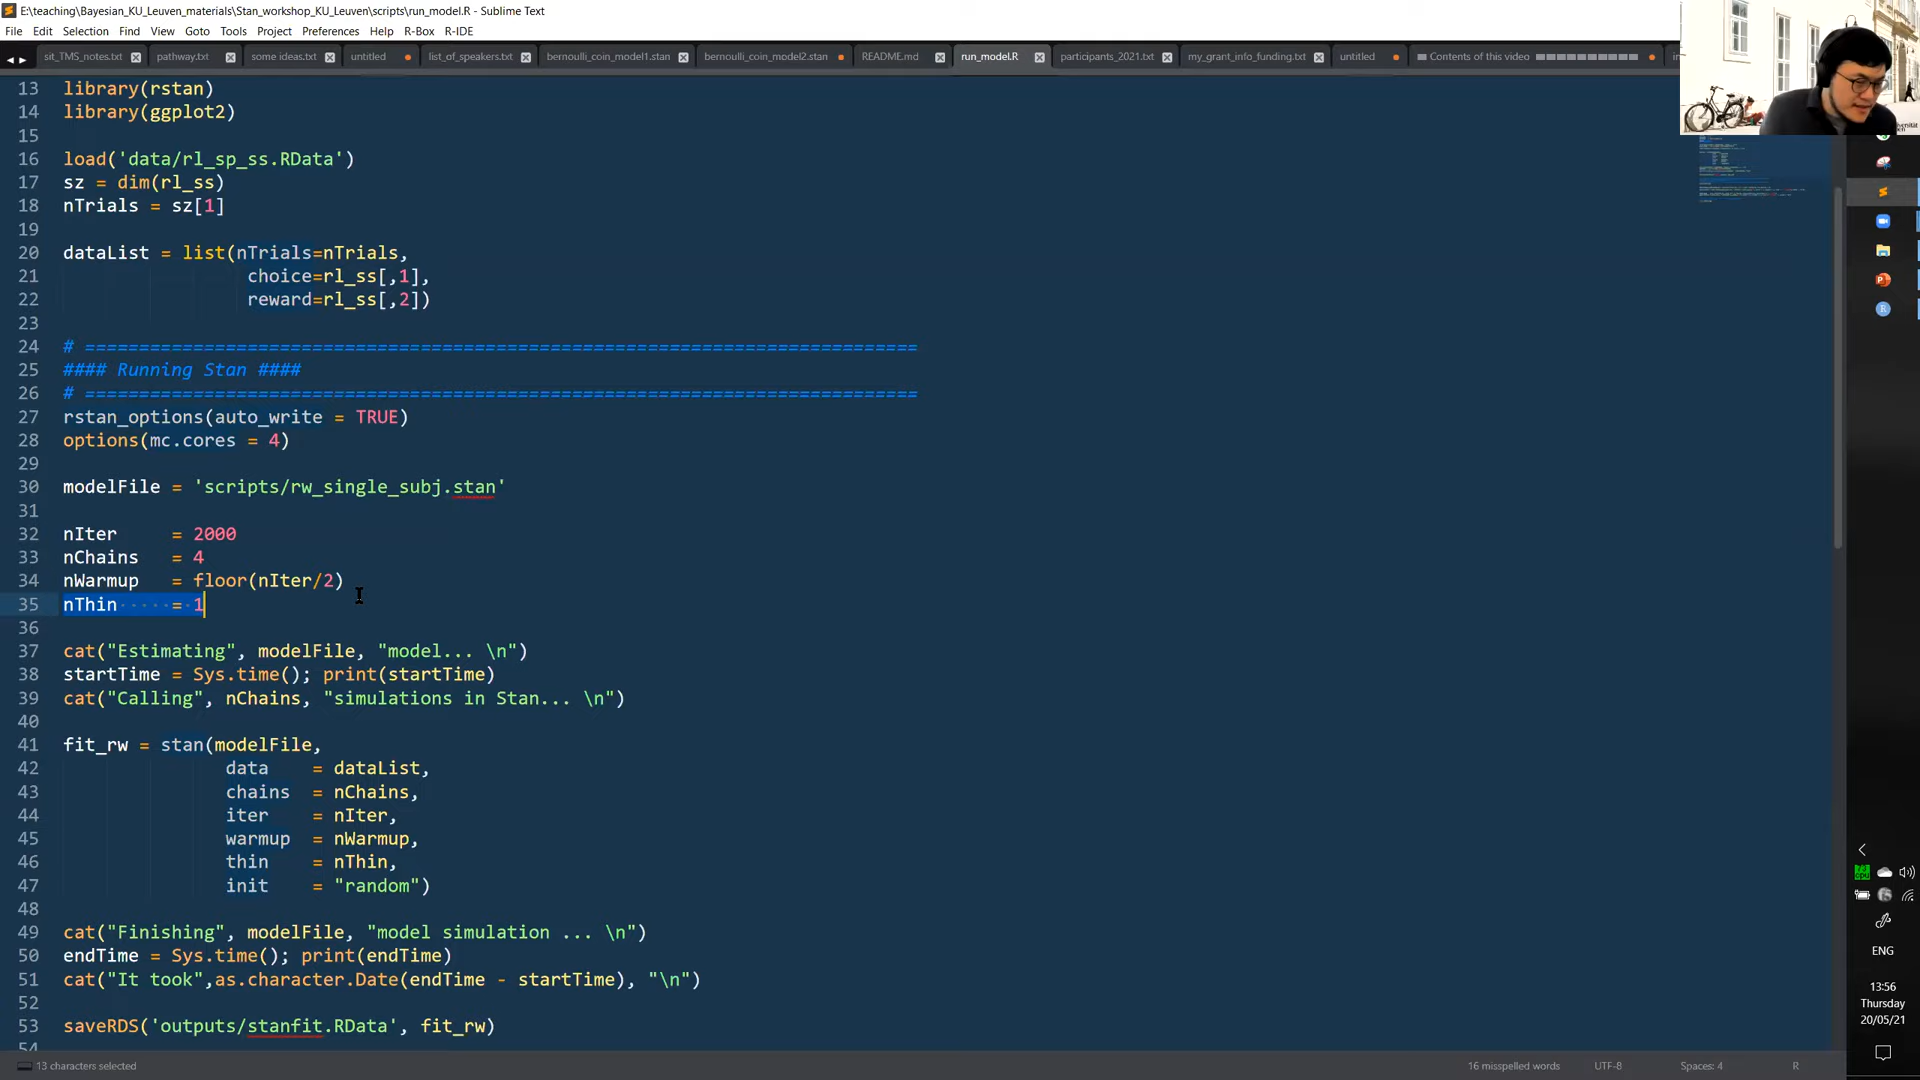 E:\teaching\Bayesian_KU_Leuven_materials\Stan_workshop_KU_Leuven\scripts\run_model.R - Sublime Text
File Edit Selection Find View Goto Tools Project Preferences Help R-Box R-IDE
sit_TMS_notes.txt pathway.txt some ideas.txt untitled list_of_speakers.txt bernoulli_coin_model1.stan bernoulli_coin_model2.stan README.md run_model.R participants_2021.txt my_grant_info_funding.txt untitled Contents of this video
13 library(rstan)
14 library(ggplot2)
15
16 load('data/rl_sp_ss.RData')
17 sz = dim(rl_ss)
18 nTrials = sz[1]
19
20 dataList = list(nTrials=nTrials,
21 choice=rl_ss[,1],
22 reward=rl_ss[,2])
23
24 # =============================================================================
25 #### Running Stan ####
26 # =============================================================================
27 rstan_options(auto_write = TRUE)
28 options(mc.cores = 4)
29
30 modelFile = 'scripts/rw_single_subj.stan'
31
32 nIter = 2000
33 nChains = 4
34 nWarmup = floor(nIter/2)
35 nThin = 1
36
37 cat("Estimating", modelFile, "model... \n")
38 startTime = Sys.time(); print(startTime)
39 cat("Calling", nChains, "simulations in Stan... \n")
40
41 fit_rw = stan(modelFile,
42 data = dataList,
43 chains = nChains,
44 iter = nIter,
45 warmup = nWarmup,
46 thin = nThin,
47 init = "random")
48
49 cat("Finishing", modelFile, "model simulation ... \n")
50 endTime = Sys.time(); print(endTime)
51 cat("It took",as.character.Date(endTime - startTime), "\n")
52
53 saveRDS('outputs/stanfit.RData', fit_rw)
54
ENG
13:56
Thursday
20/05/21
13 characters selected 16 misspelled words UTF-8 Spaces: 4 R